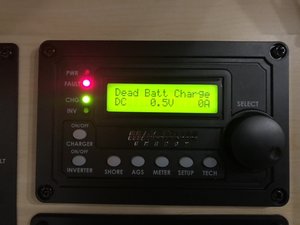 PWR
FAULT
CHG
INV
Dead Batt Charge
DC 0.5V 0A
SELECT
ON/OFF
CHARGER
ON/OFF
INVERTER
SHORE
AGS
METER
SETUP
TECH